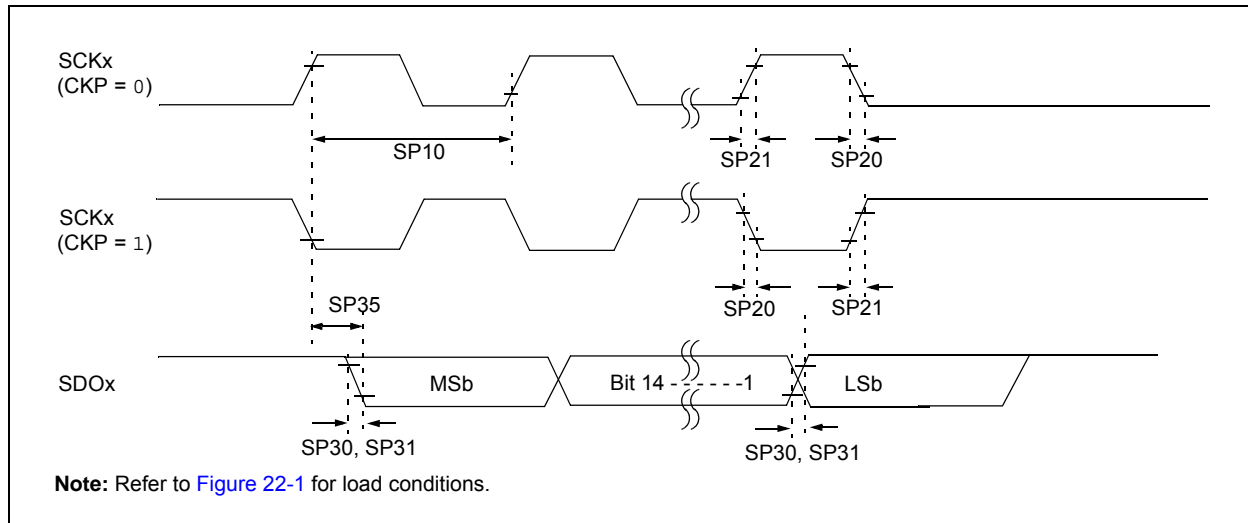 SCKx
(CKP = 0)
SP10
SP21
SP20
SCKx
(CKP = 1)
SP35
SP20
SP21
SDOx
MSb
Bit 14 - - - - - -1
LSb
SP30, SP31
SP30, SP31
Note: Refer to Figure 22-1 for load conditions.